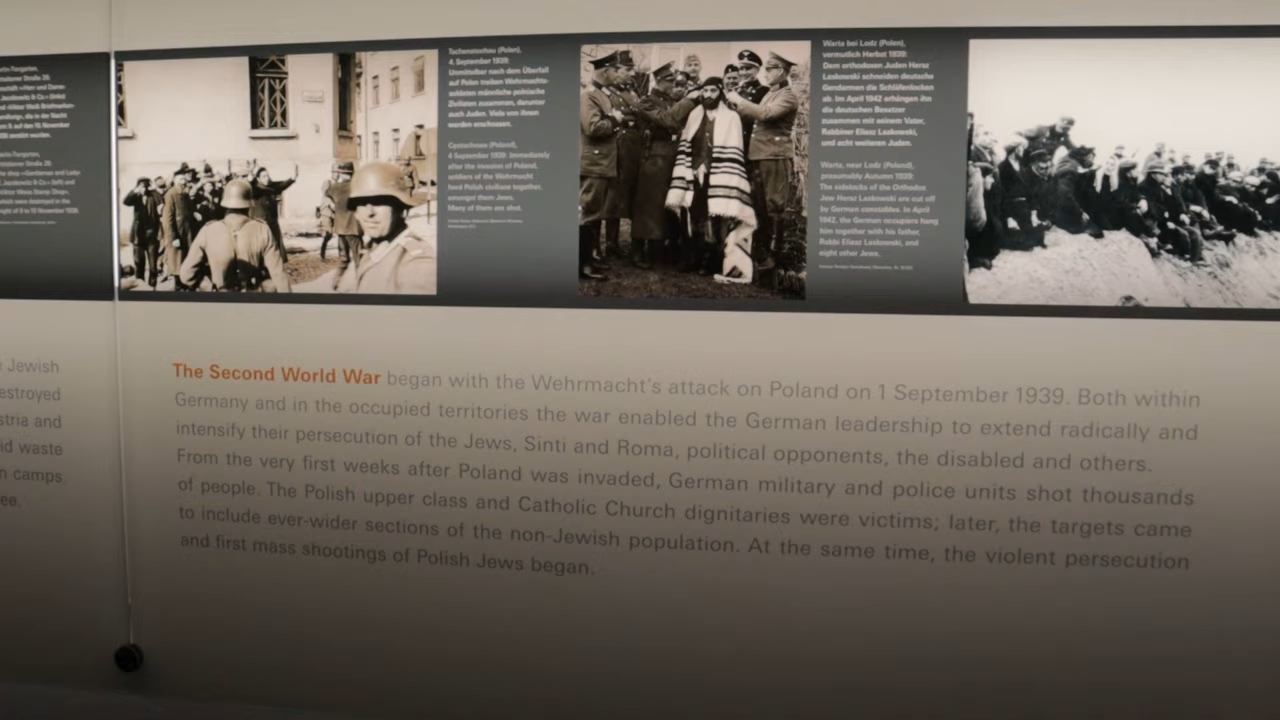 Tschenstochau (Polen),
4. September 1939:
Unmittelbar nach dem Überfall
auf Polen treiben Wehrmachts-
soldaten männliche polnische
Zivilisten zusammen, darunter
auch Juden. Viele von ihnen
werden erschossen.
Czestochowa (Poland),
4 September 1939: Immediately
after the invasion of Poland,
soldiers of the Wehrmacht
herd Polish civilians together,
amongst them Jews.
Many of them are shot.
Warta bei Lodz (Polen),
vermutlich Herbst 1939:
Dem orthodoxen Juden Hersz
Laskowski schneiden deutsche
Gendarmen die Schläfenlocken
ab. Im April 1942 erhängen ihn
die deutschen Besatzer
zusammen mit seinem Vater,
Rabbiner Eliasz Laskowski,
und acht weiteren Juden.
Warta, near Lodz (Poland),
presumably Autumn 1939:
The sidelocks of the Orthodox
Jew Hersz Laskowski are cut off
by German constables. In April
1942, the German occupiers hang
him together with his father,
Rabbi Eliasz Laskowski, and
eight other Jews.
Jewish
estroyed
stria and
id waste
n camps.
ee.
The Second World War began with the Wehrmacht's attack on Poland on 1 September 1939. Both within
Germany and in the occupied territories the war enabled the German leadership to extend radically and
intensify their persecution of the Jews, Sinti and Roma, political opponents, the disabled and others.
From the very first weeks after Poland was invaded, German military and police units shot thousands
of people. The Polish upper class and Catholic Church dignitaries were victims; later, the targets came
to include ever-wider sections of the non-Jewish population. At the same time, the violent persecution
and first mass shootings of Polish Jews began.